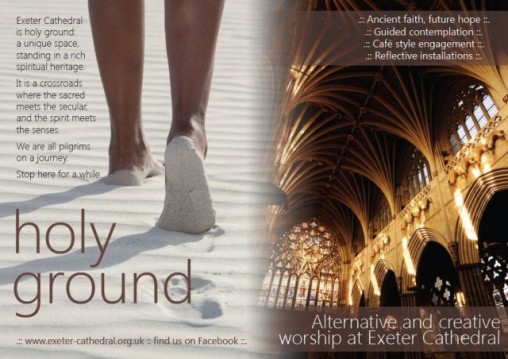 Exeter Cathedral
is holy ground:
a unique space,
standing in a rich
spiritual heritage.
It is a crossroads
where the sacred
meets the secular,
and the spirit meets
the senses.
We are all pilgrims
on a journey.
Stop here for a while.
holy
ground
.:: www.exeter-cathedral.org.uk :: find us on Facebook ::.
.:: Ancient faith, future hope ::.
.:: Guided contemplation ::.
.:: Café style engagement ::.
.:: Reflective installations ::.
Alternative and creative
worship at Exeter Cathedral